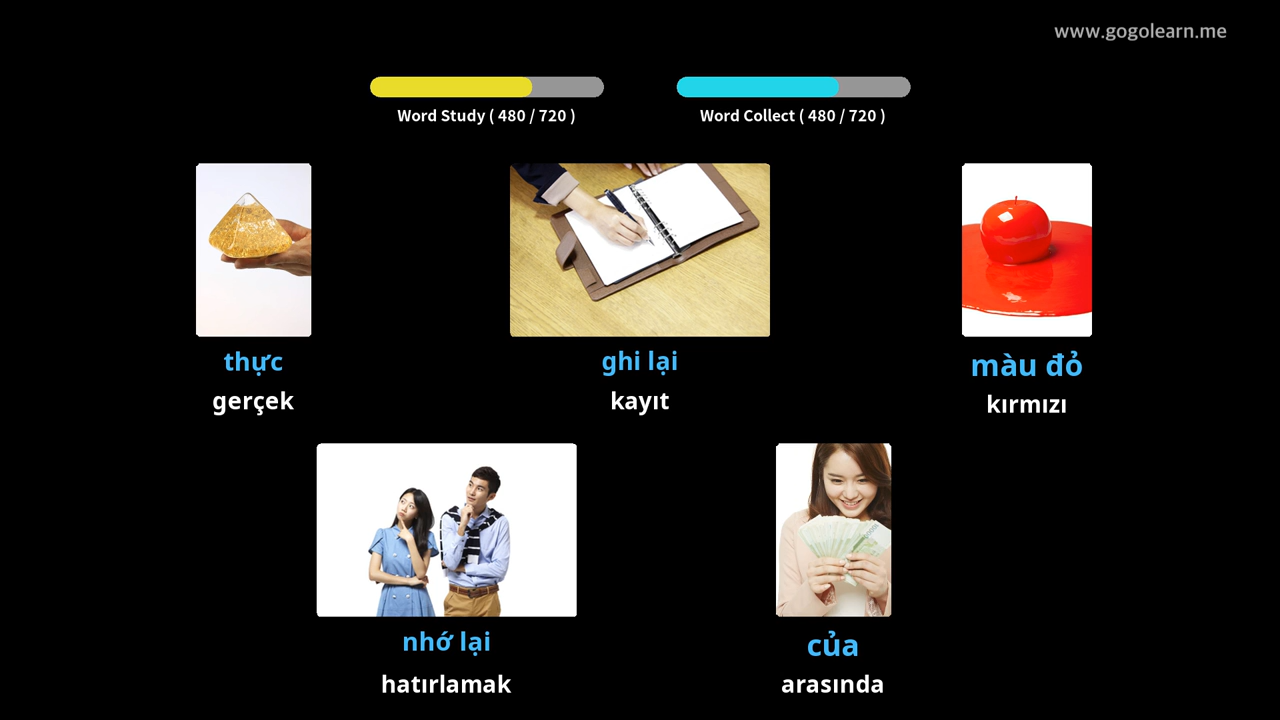 www.gogolearn.me
Word Study ( 480 / 720 )
Word Collect ( 480 / 720 )
thực
gerçek
ghi lại
kayıt
màu đỏ
kırmızı
nhớ lại
hatırlamak
của
arasında